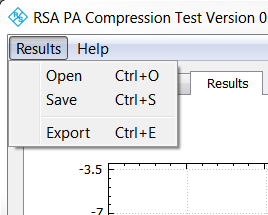 RSA PA Compression Test Version 0
Results Help
Open Ctrl+O
Save Ctrl+S
Export Ctrl+E
Results
-3.5
-7